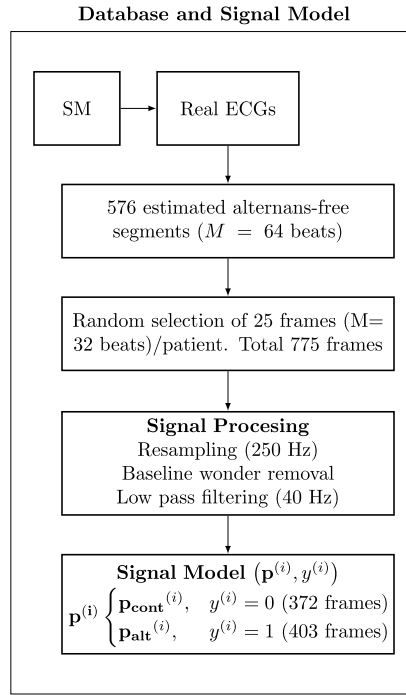 Database and Signal Model
SM
Real ECGs
576 estimated alternans-free
segments (M = 64 beats)
Random selection of 25 frames (M=
32 beats)/patient. Total 775 frames
Signal Procesing
Resampling (250 Hz)
Baseline wonder removal
Low pass filtering (40 Hz)
Signal Model (p⁽ⁱ⁾, y⁽ⁱ⁾)
p⁽ⁱ⁾ { p_cont⁽ⁱ⁾, y⁽ⁱ⁾ = 0 (372 frames)
p_alt⁽ⁱ⁾, y⁽ⁱ⁾ = 1 (403 frames)